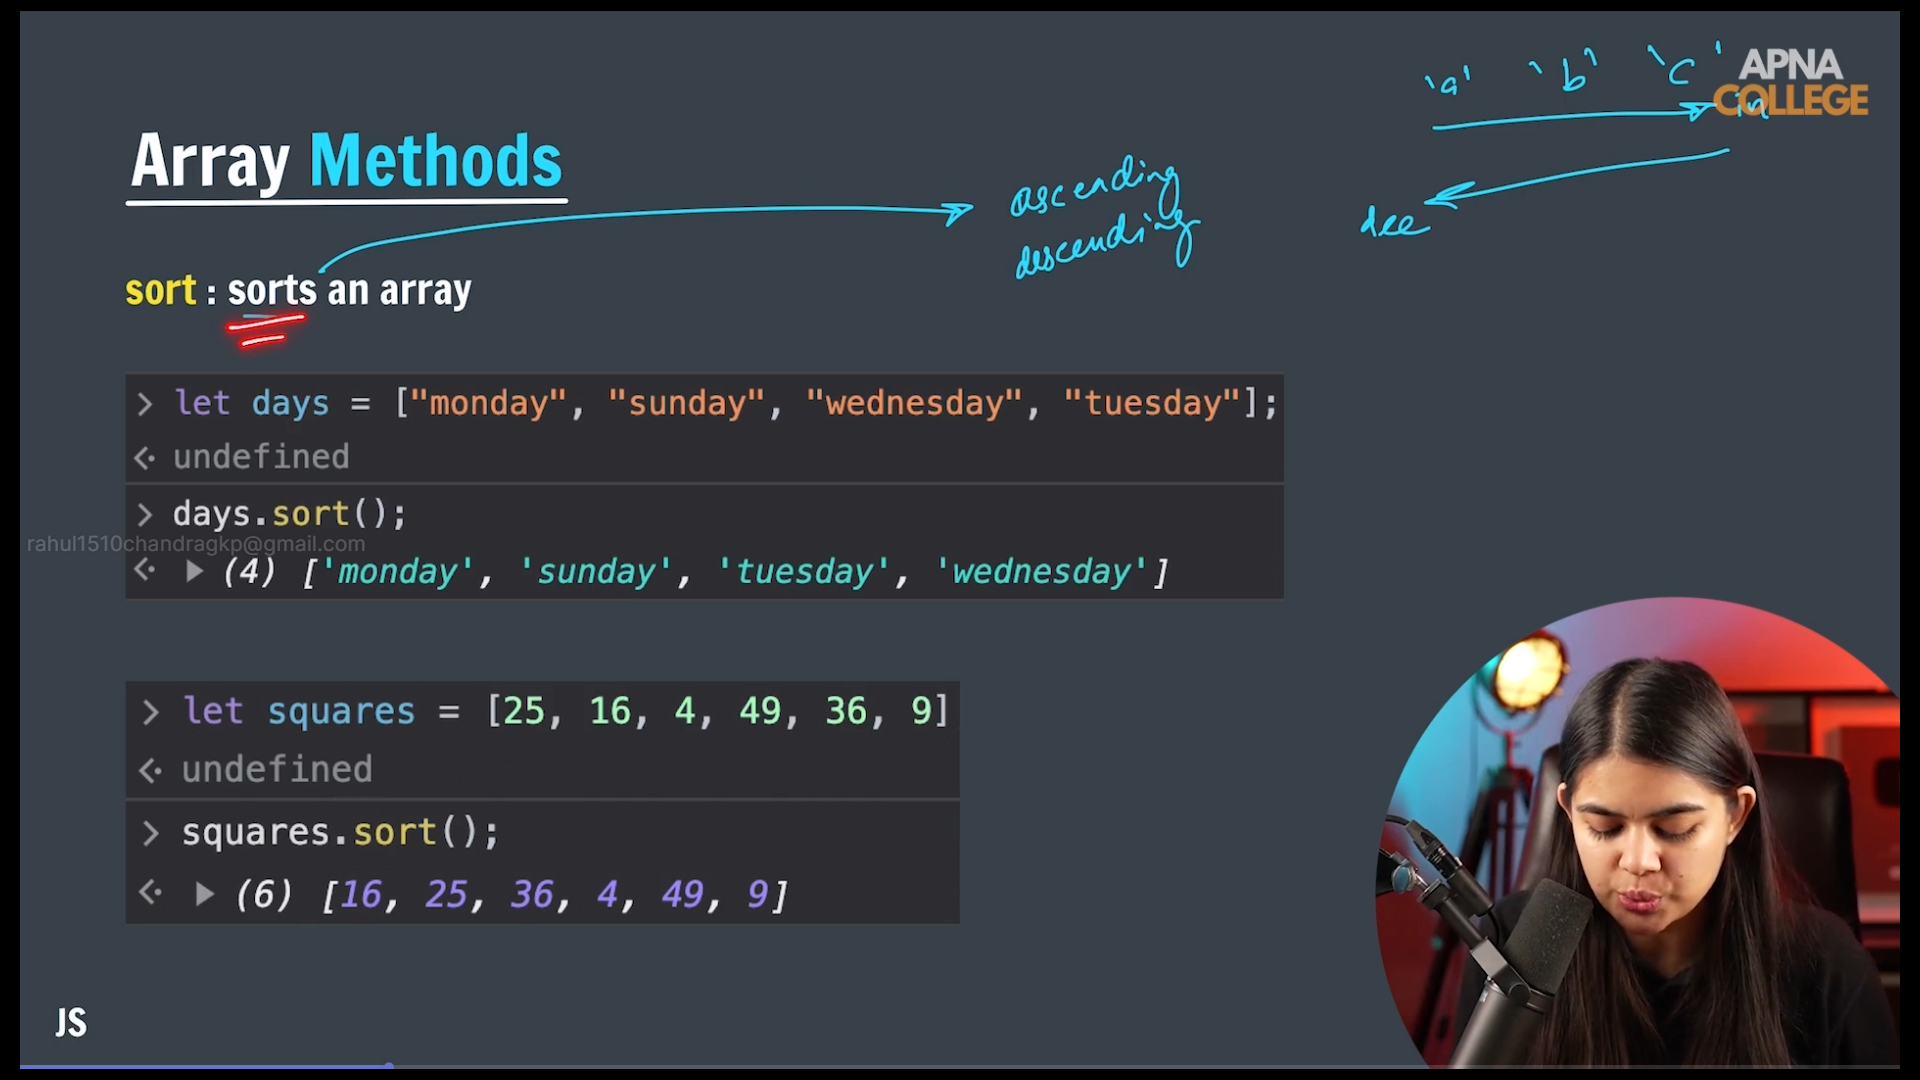 'a' 'b' 'c'
APNA
COLLEGE
in
Array Methods
ascending
descending
dec
sort : sorts an array
> let days = ["monday", "sunday", "wednesday", "tuesday"];
undefined
> days.sort();
rahul1510chandragkp@gmail.com
(4) ['monday', 'sunday', 'tuesday', 'wednesday']
> let squares = [25, 16, 4, 49, 36, 9]
undefined
> squares.sort();
(6) [16, 25, 36, 4, 49, 9]
JS